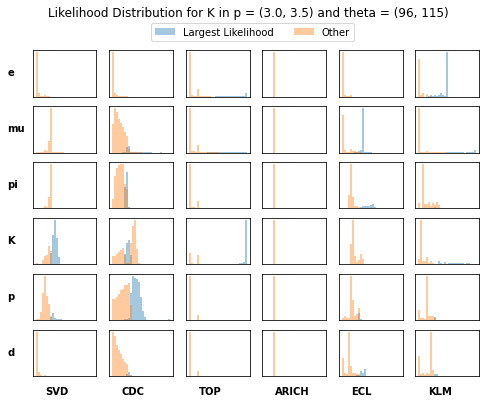 Likelihood Distribution for K in p = (3.0, 3.5) and theta = (96, 115)
Largest Likelihood Other
e
mu
pi
K
p
d
SVD CDC TOP ARICH ECL KLM